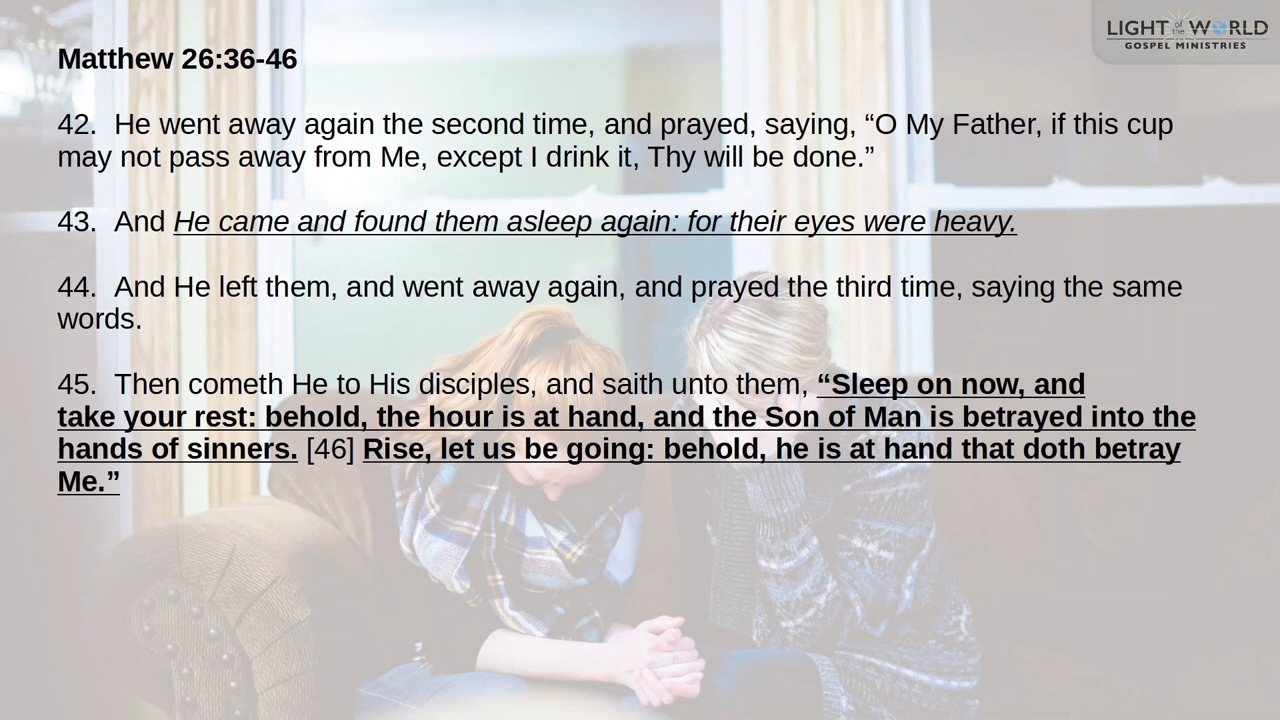 LIGHT of the WORLD
GOSPEL MINISTRIES
Matthew 26:36-46
42. He went away again the second time, and prayed, saying, “O My Father, if this cup
may not pass away from Me, except I drink it, Thy will be done.”
43. And He came and found them asleep again: for their eyes were heavy.
44. And He left them, and went away again, and prayed the third time, saying the same
words.
45. Then cometh He to His disciples, and saith unto them, “Sleep on now, and
take your rest: behold, the hour is at hand, and the Son of Man is betrayed into the
hands of sinners. [46] Rise, let us be going: behold, he is at hand that doth betray
Me.”